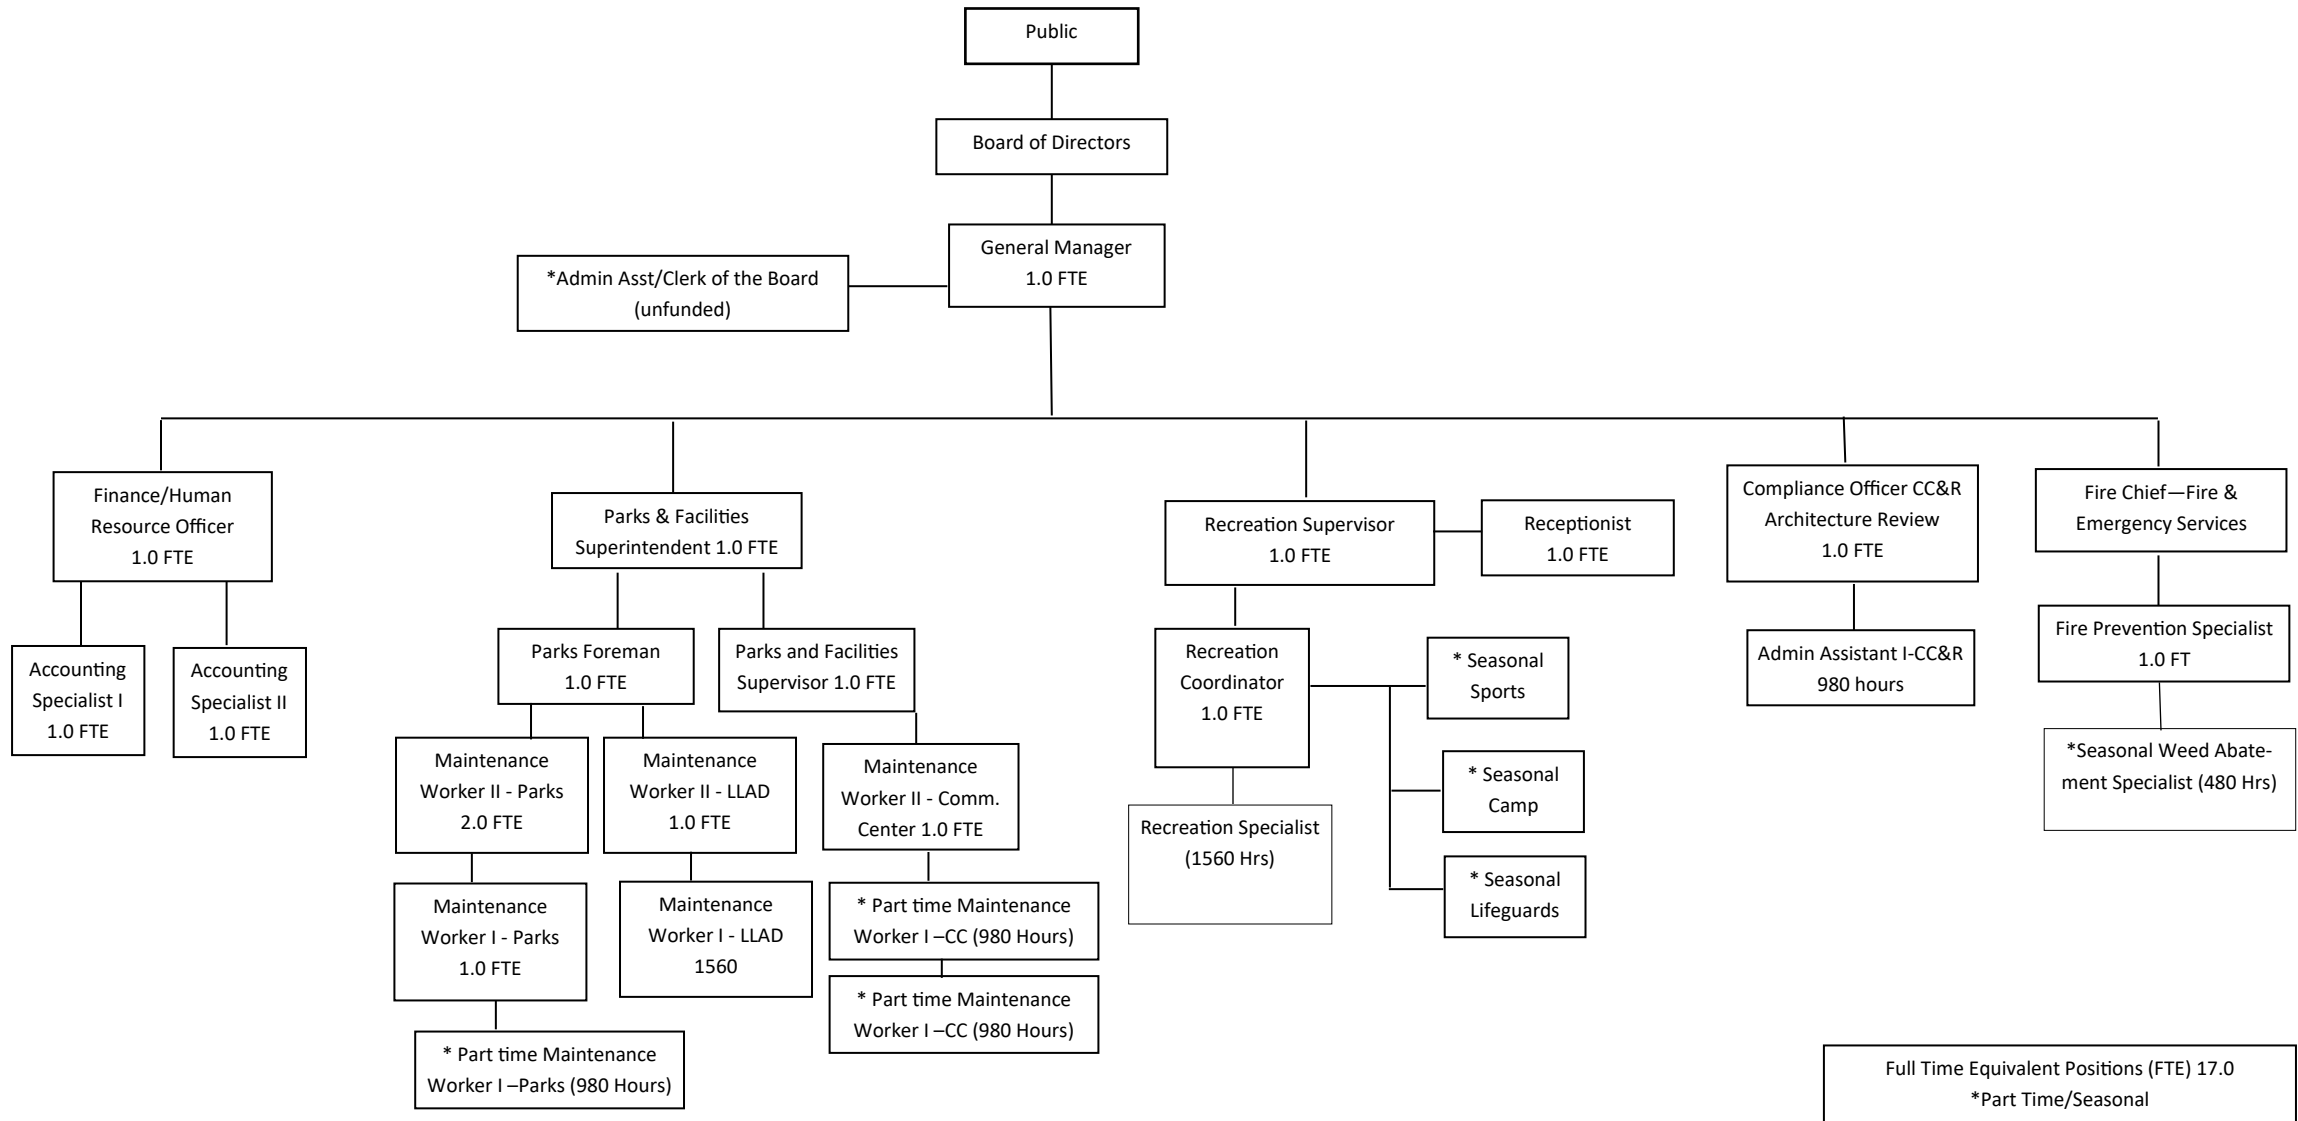 Public
Board of Directors
General Manager
1.0 FTE
*Admin Asst/Clerk of the Board
(unfunded)
Finance/Human
Resource Officer
1.0 FTE
Accounting
Specialist I
1.0 FTE
Accounting
Specialist II
1.0 FTE
Parks & Facilities
Superintendent 1.0 FTE
Parks Foreman
1.0 FTE
Parks and Facilities
Supervisor 1.0 FTE
Maintenance
Worker II - Parks
2.0 FTE
Maintenance
Worker II - LLAD
1.0 FTE
Maintenance
Worker II - Comm.
Center 1.0 FTE
Maintenance
Worker I - Parks
1.0 FTE
Maintenance
Worker I - LLAD
1560
* Part time Maintenance
Worker I –CC (980 Hours)
* Part time Maintenance
Worker I –CC (980 Hours)
* Part time Maintenance
Worker I –Parks (980 Hours)
Recreation Supervisor
1.0 FTE
Receptionist
1.0 FTE
Recreation
Coordinator
1.0 FTE
* Seasonal
Sports
* Seasonal
Camp
* Seasonal
Lifeguards
Recreation Specialist
(1560 Hrs)
Compliance Officer CC&R
Architecture Review
1.0 FTE
Admin Assistant I-CC&R
980 hours
Fire Chief—Fire &
Emergency Services
Fire Prevention Specialist
1.0 FT
*Seasonal Weed Abate-
ment Specialist (480 Hrs)
Full Time Equivalent Positions (FTE) 17.0
*Part Time/Seasonal